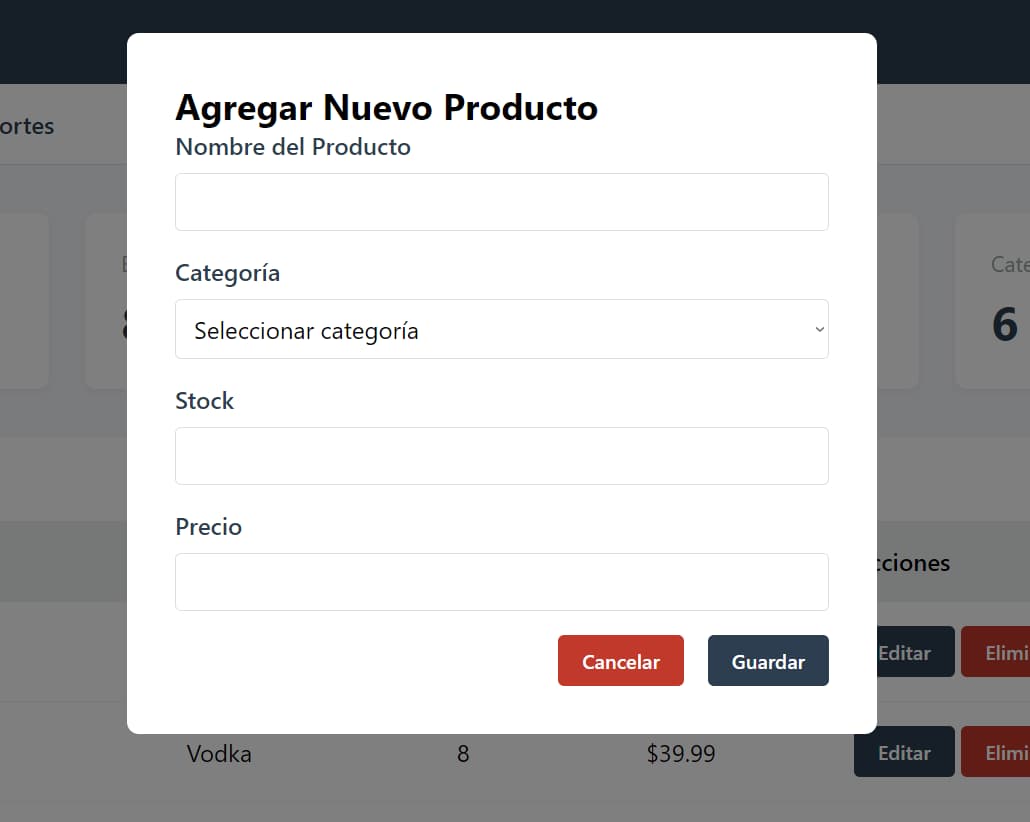 ortes
Agregar Nuevo Producto
Nombre del Producto
Cate
6
Categoría
Seleccionar categoría
Stock
Precio
cciones
Cancelar
Guardar
Editar
Elimi
Vodka
8
$39.99
Editar
Elimi